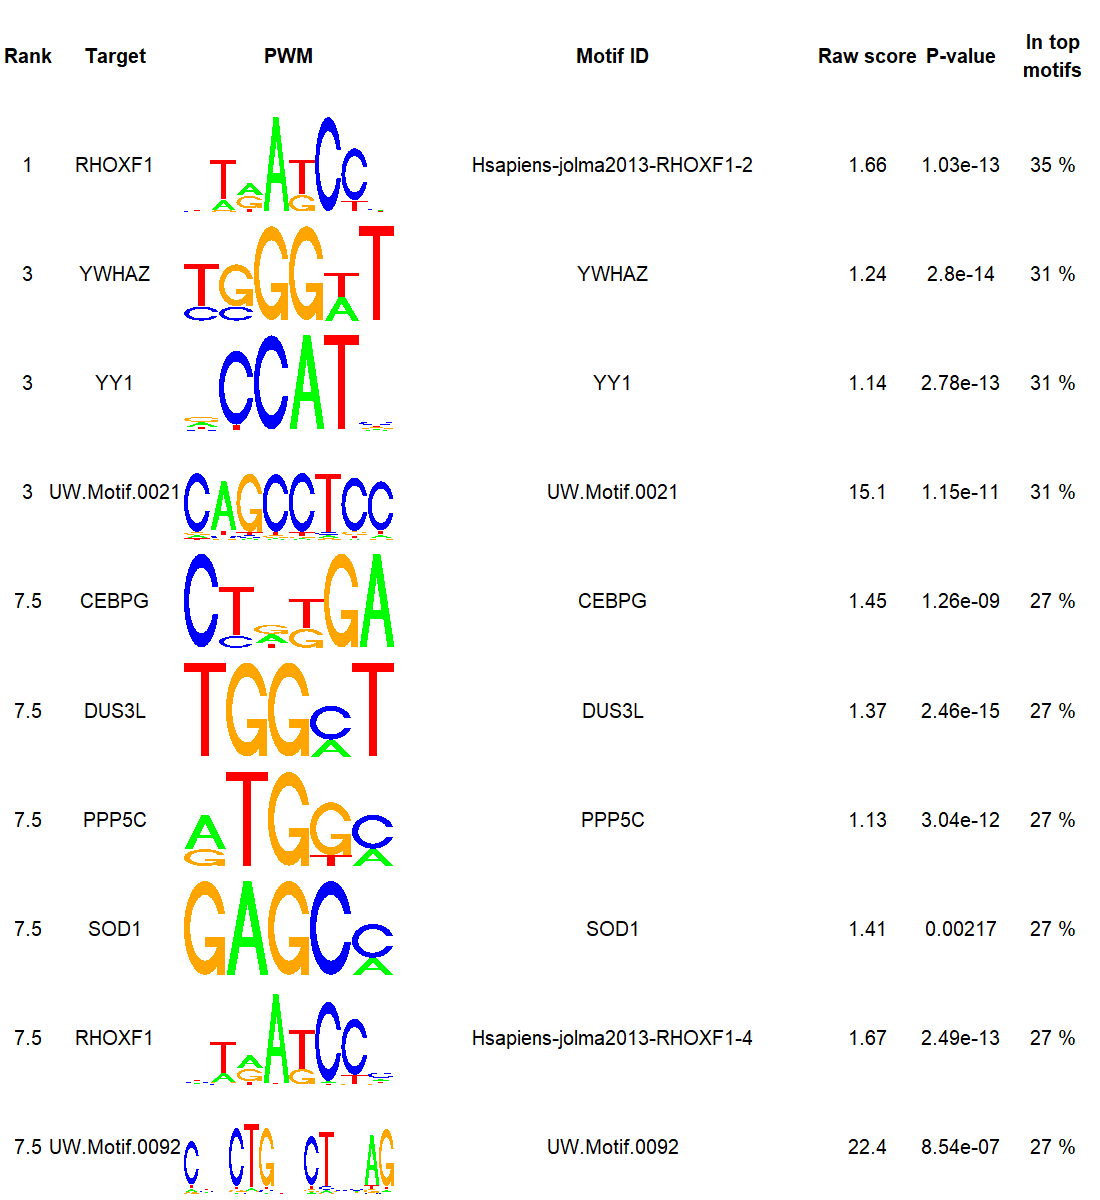 Rank Target PWM Motif ID Raw score P-value In top motifs
1 RHOXF1 Hsapiens-jolma2013-RHOXF1-2 1.66 1.03e-13 35 %
3 YWHAZ YWHAZ 1.24 2.8e-14 31 %
3 YY1 YY1 1.14 2.78e-13 31 %
3 UW.Motif.0021 UW.Motif.0021 15.1 1.15e-11 31 %
7.5 CEBPG CEBPG 1.45 1.26e-09 27 %
7.5 DUS3L DUS3L 1.37 2.46e-15 27 %
7.5 PPP5C PPP5C 1.13 3.04e-12 27 %
7.5 SOD1 SOD1 1.41 0.00217 27 %
7.5 RHOXF1 Hsapiens-jolma2013-RHOXF1-4 1.67 2.49e-13 27 %
7.5 UW.Motif.0092 UW.Motif.0092 22.4 8.54e-07 27 %